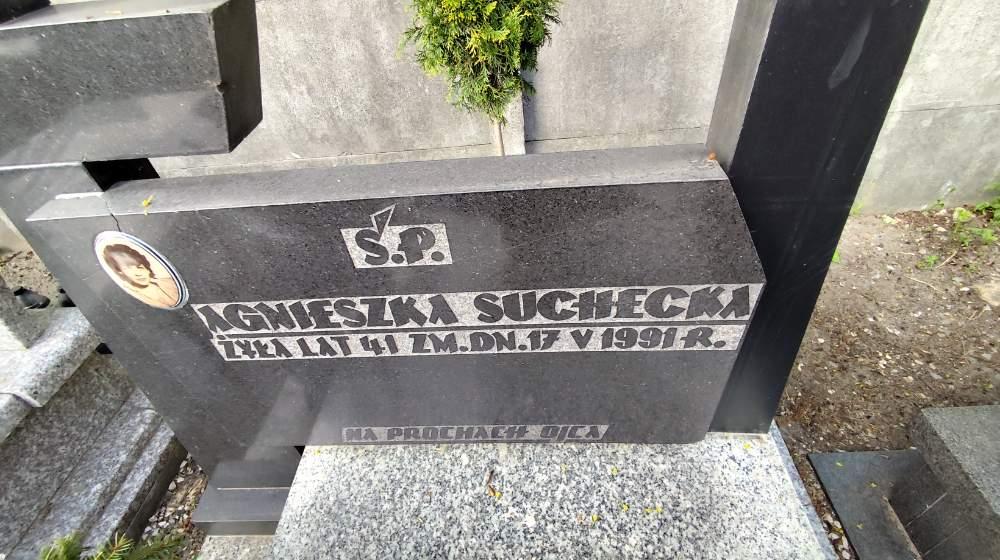 Ś.P.
AGNIESZKA SUCHECKA
ŻYŁA LAT 41 ZM.DN.17 V 1991 R.
NA PROCHACH OJCA